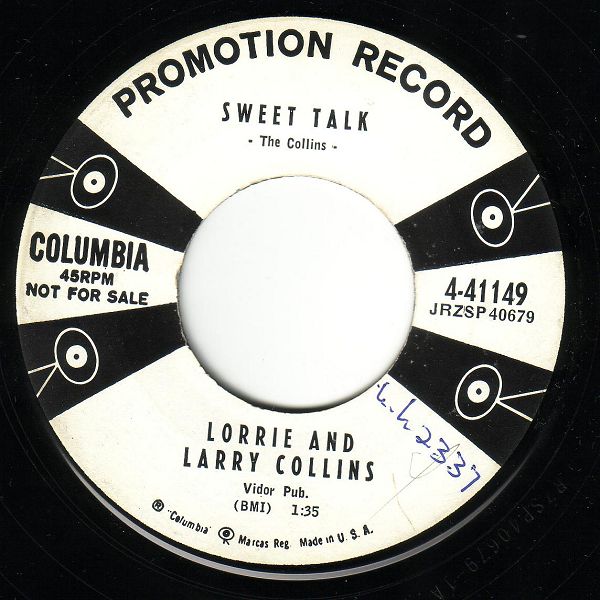 PROMOTION RECORD
SWEET TALK
- The Collins -
COLUMBIA
45RPM
NOT FOR SALE
4-41149
JRZSP 40679
LORRIE AND
LARRY COLLINS
Vidor Pub.
(BMI) 1:35
2337
® "Columbia" Marcas Reg. Made in U. S. A.